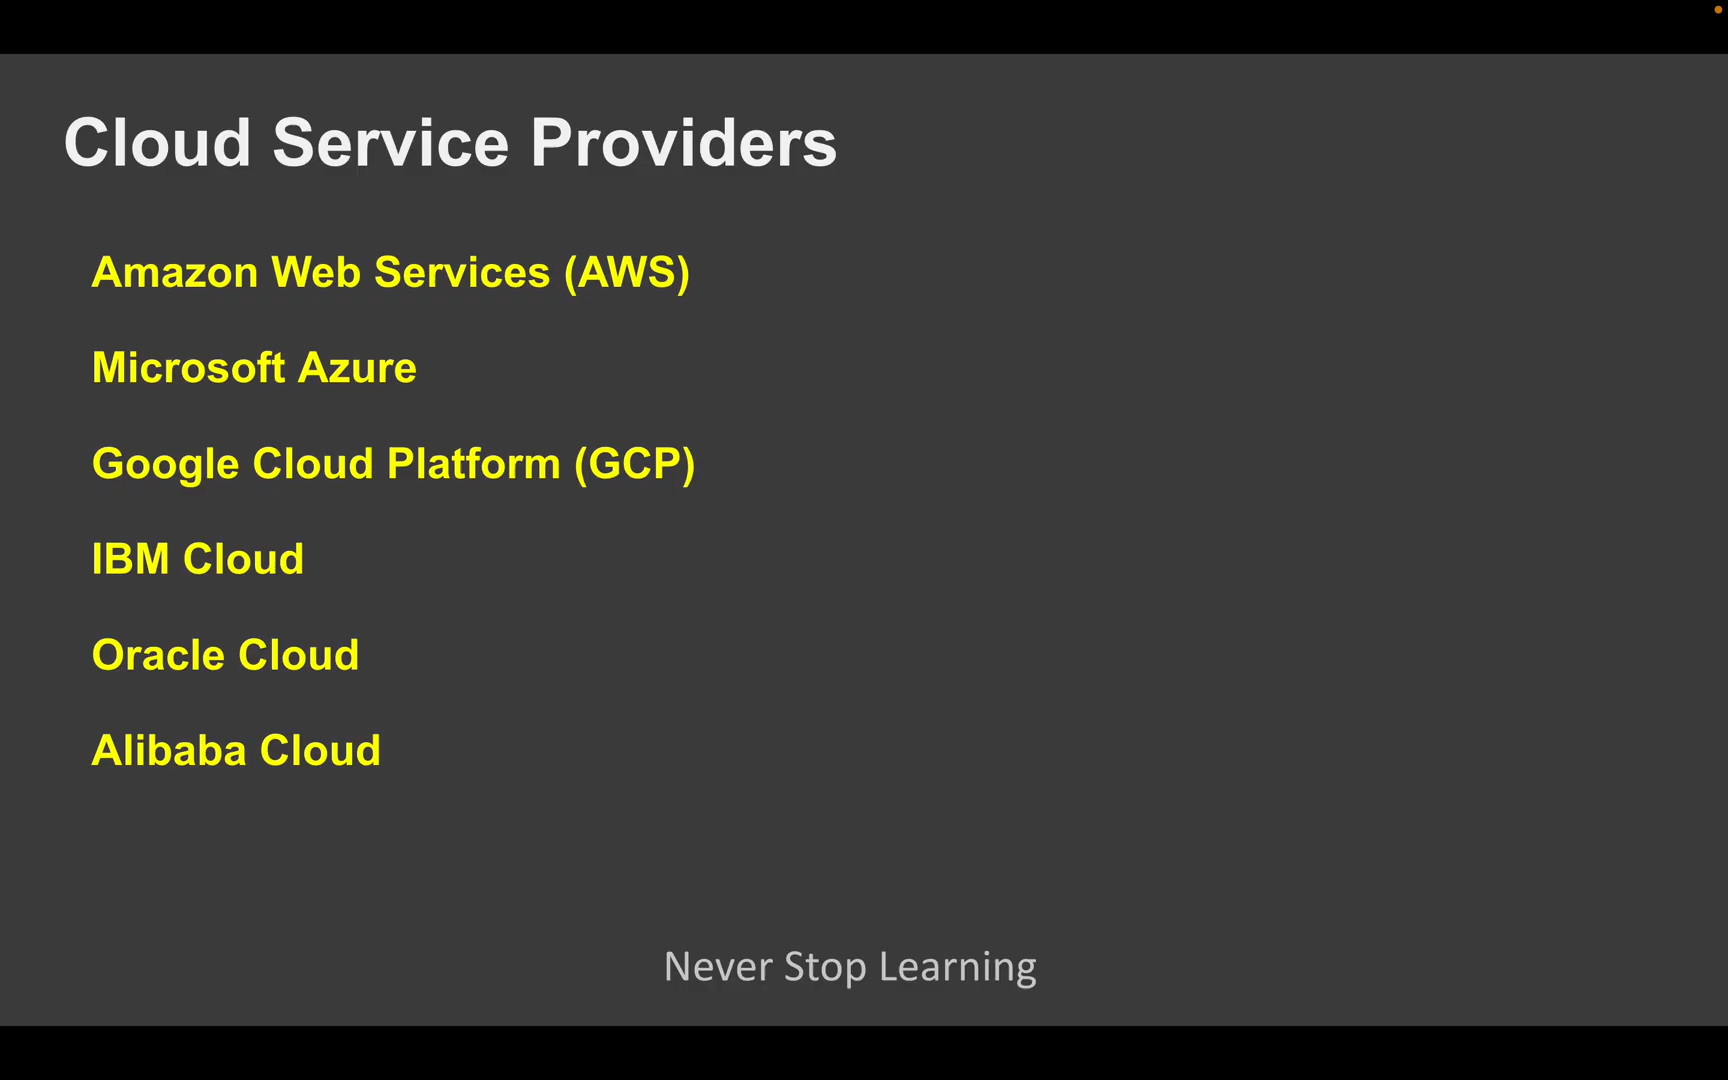 Cloud Service Providers
Amazon Web Services (AWS)
Microsoft Azure
Google Cloud Platform (GCP)
IBM Cloud
Oracle Cloud
Alibaba Cloud
Never Stop Learning